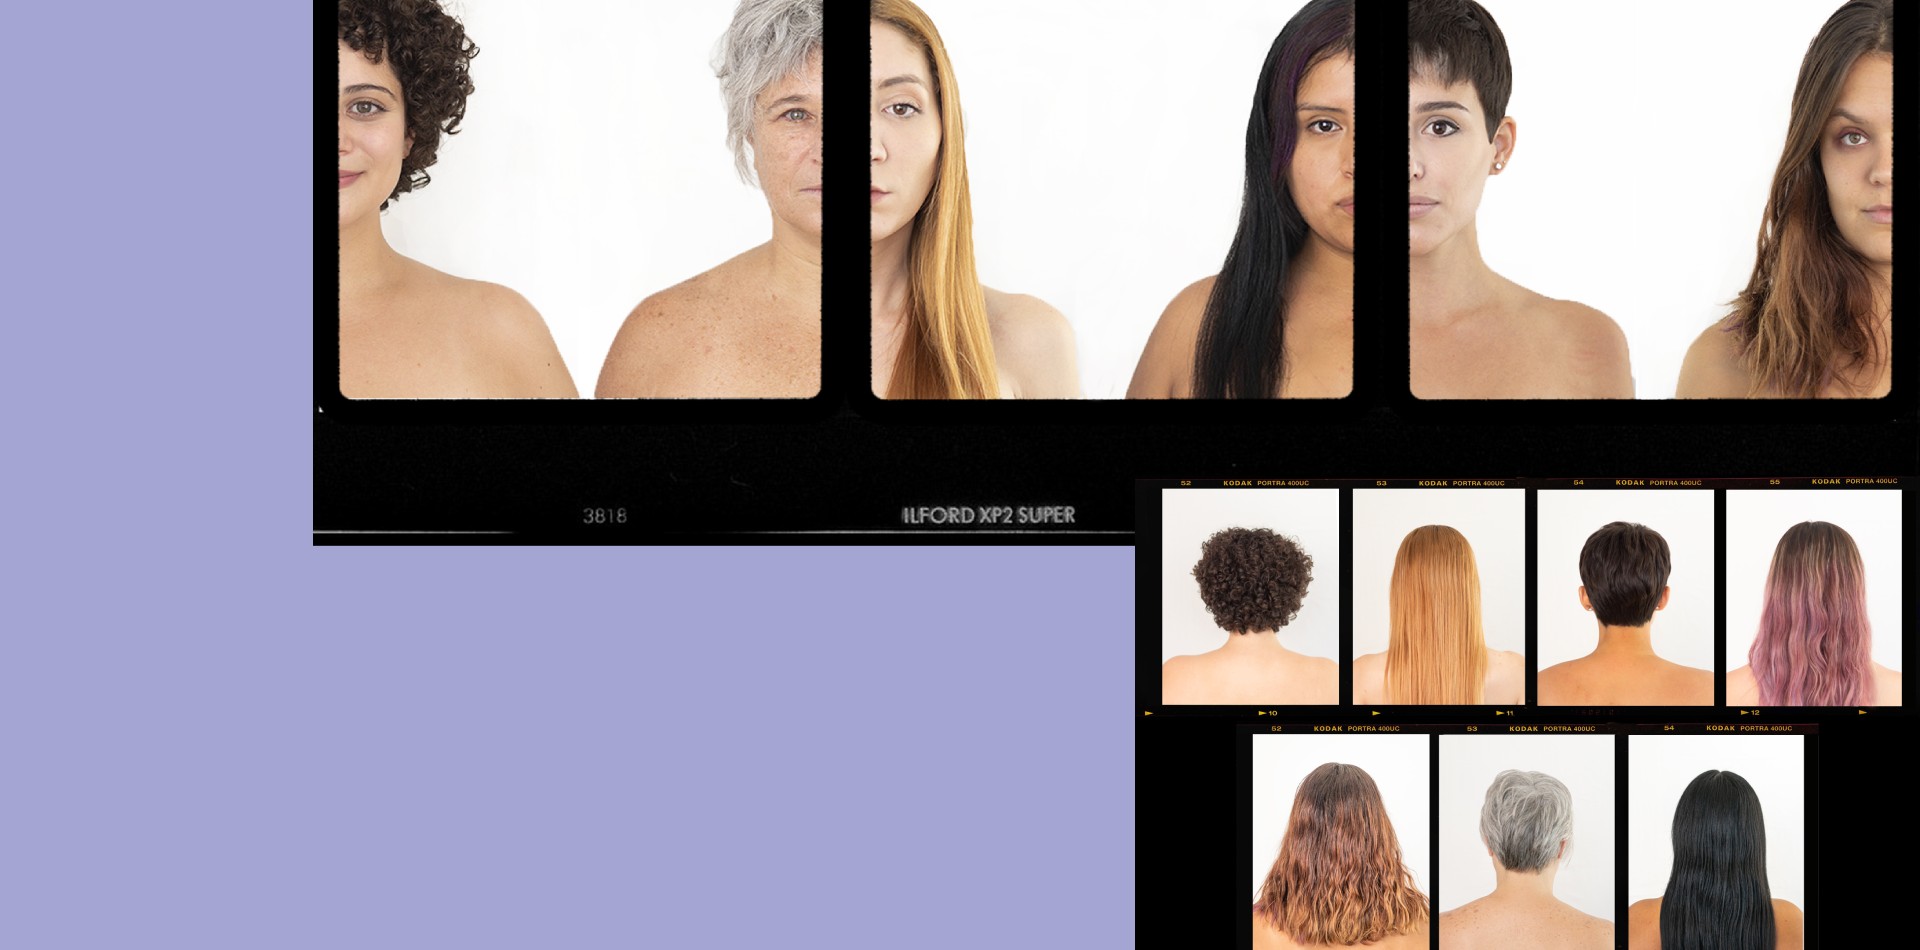 3818
ILFORD XP2 SUPER
52 KODAK PORTRA 400UC 53 KODAK PORTRA 400UC 54 KODAK PORTRA 400UC 55 KODAK PORTRA 400UC
10 11 12
52 KODAK PORTRA 400UC 53 KODAK PORTRA 400UC 54 KODAK PORTRA 400UC